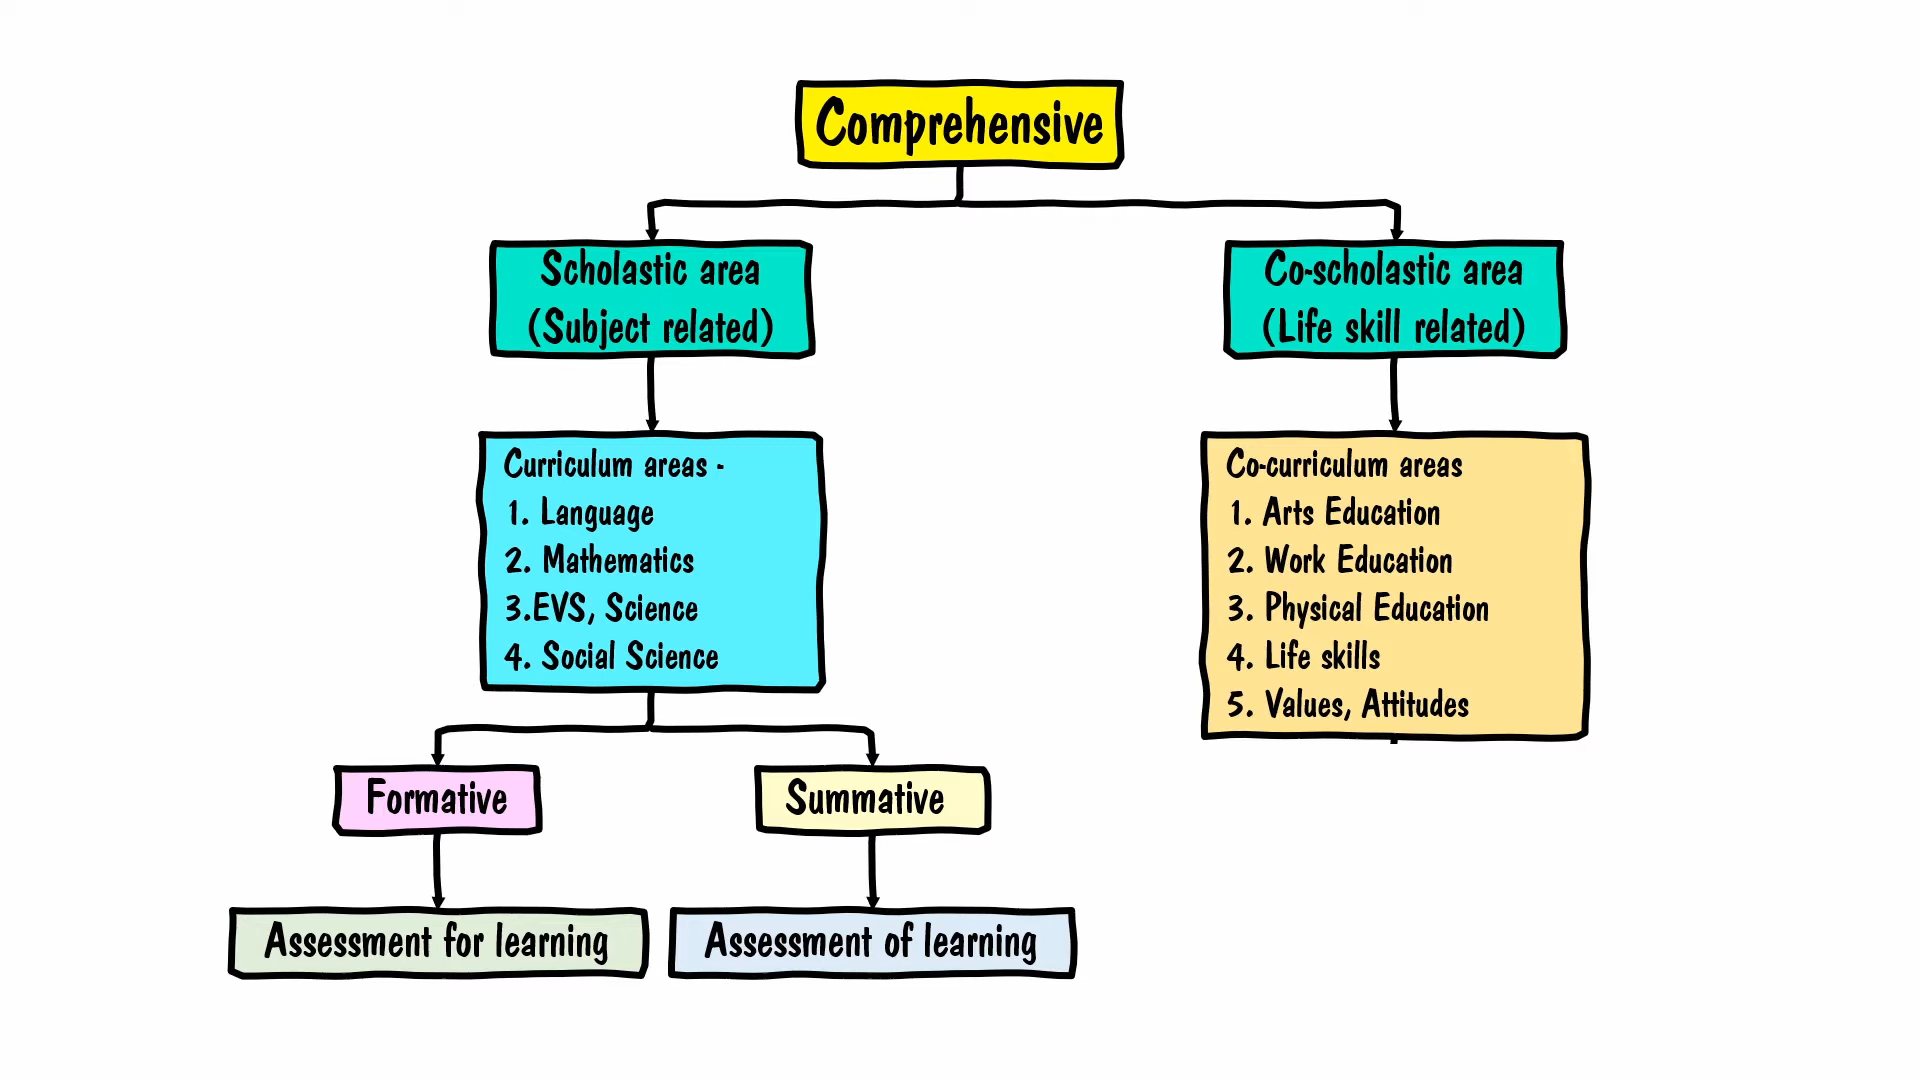 Comprehensive
Scholastic area
(Subject related)
Co-scholastic area
(Life skill related)
Curriculum areas -
1. Language
2. Mathematics
3.EVS, Science
4. Social Science
Co-curriculum areas
1. Arts Education
2. Work Education
3. Physical Education
4. Life skills
5. Values, Attitudes
Formative
Summative
Assessment for learning
Assessment of learning